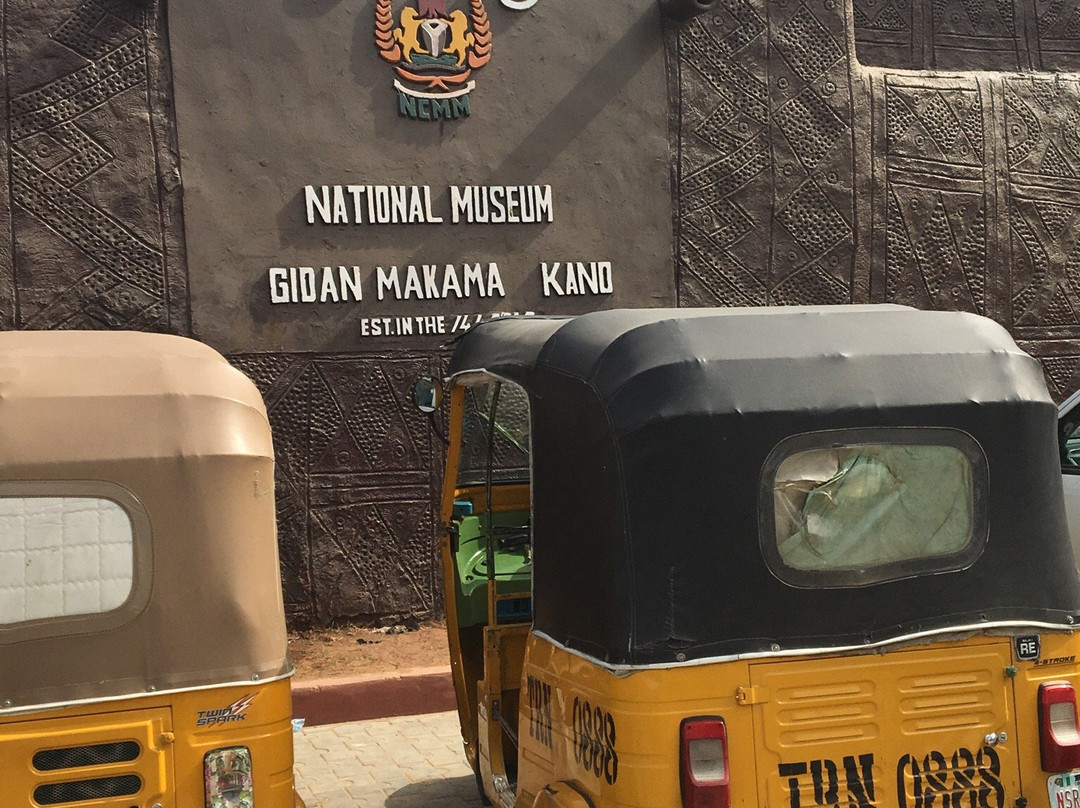 NCMM
NATIONAL MUSEUM
GIDAN MAKAMA KANO
EST. IN THE
TWIN SPARK
RE
4-STROKE
TRN 0888
TRN 0888